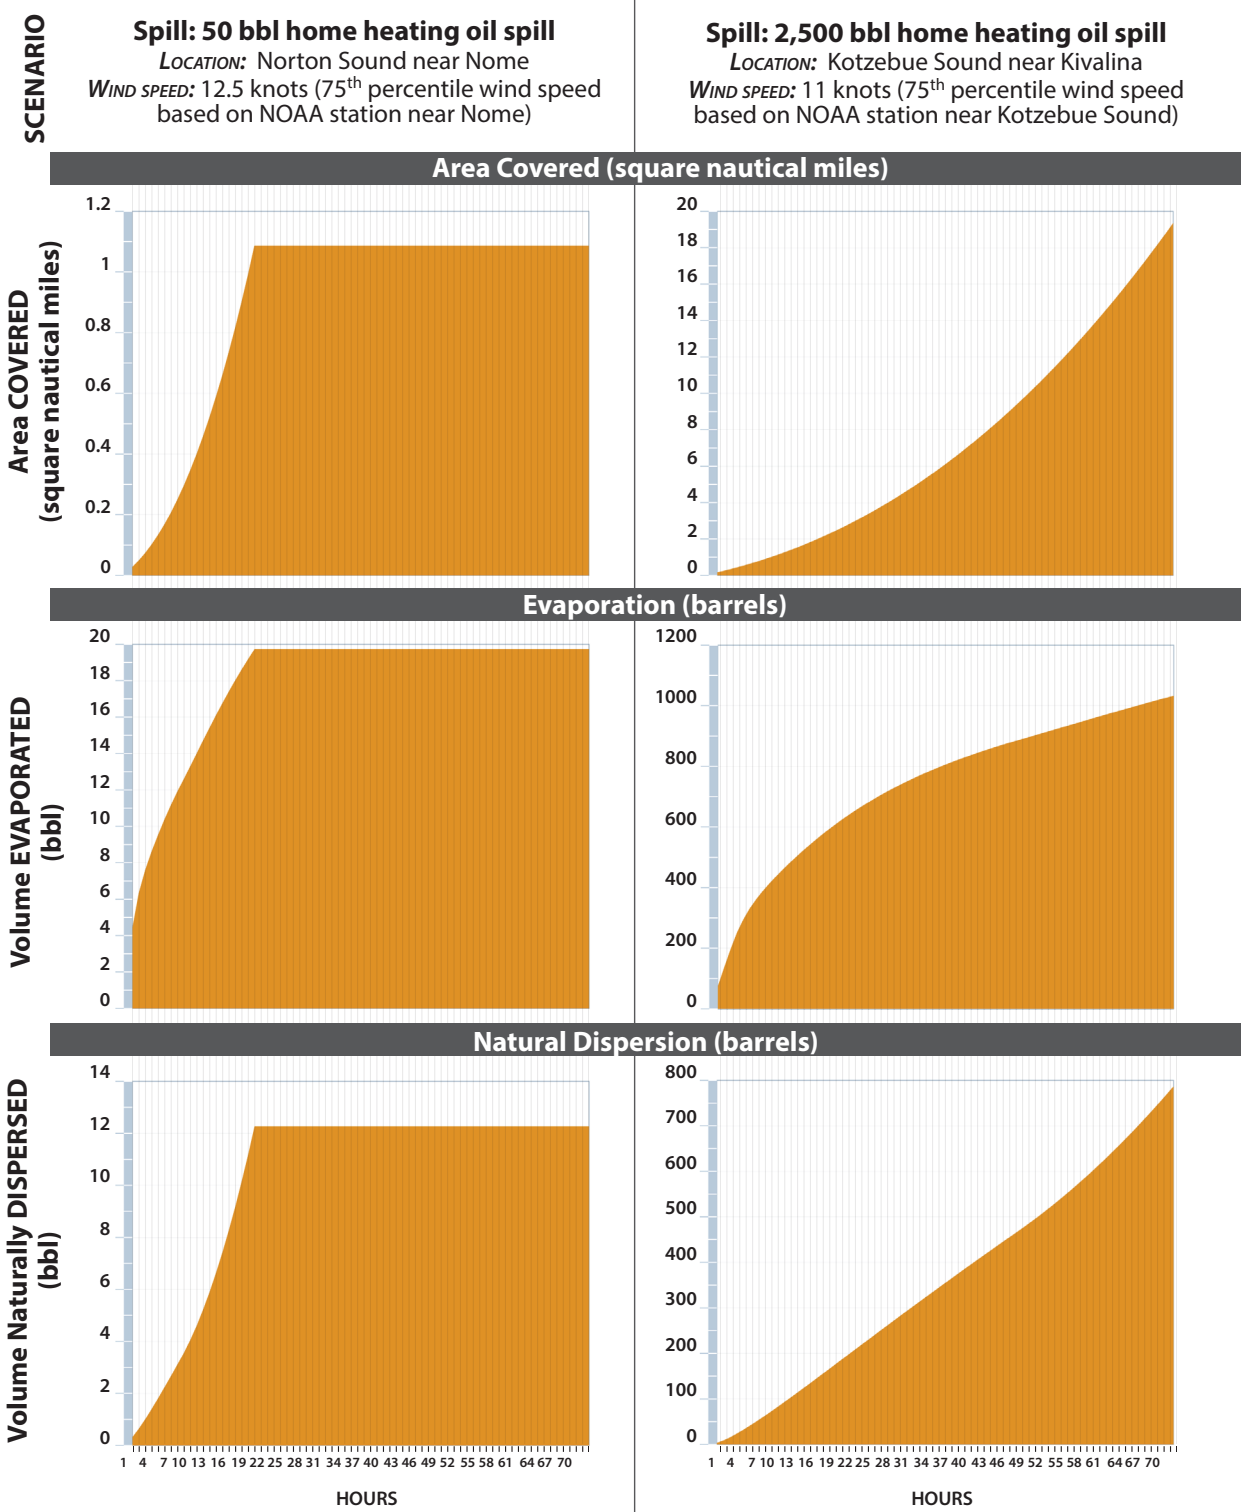 SCENARIO
Spill: 50 bbl home heating oil spill
LOCATION: Norton Sound near Nome
WIND SPEED: 12.5 knots (75th percentile wind speed
based on NOAA station near Nome)
Spill: 2,500 bbl home heating oil spill
LOCATION: Kotzebue Sound near Kivalina
WIND SPEED: 11 knots (75th percentile wind speed
based on NOAA station near Kotzebue Sound)
Area Covered (square nautical miles)
Area COVERED
(square nautical miles)
1.2
1
0.8
0.6
0.4
0.2
0
20
18
16
14
12
10
8
6
4
2
0
Evaporation (barrels)
Volume EVAPORATED
(bbl)
20
18
16
14
12
10
8
6
4
2
0
1200
1000
800
600
400
200
0
Natural Dispersion (barrels)
Volume Naturally DISPERSED
(bbl)
14
12
10
8
6
4
2
0
800
700
600
500
400
300
200
100
0
1 4 7 10 13 16 19 22 25 28 31 34 37 40 43 46 49 52 55 58 61 64 67 70
1 4 7 10 13 16 19 22 25 28 31 34 37 40 43 46 49 52 55 58 61 64 67 70
HOURS
HOURS